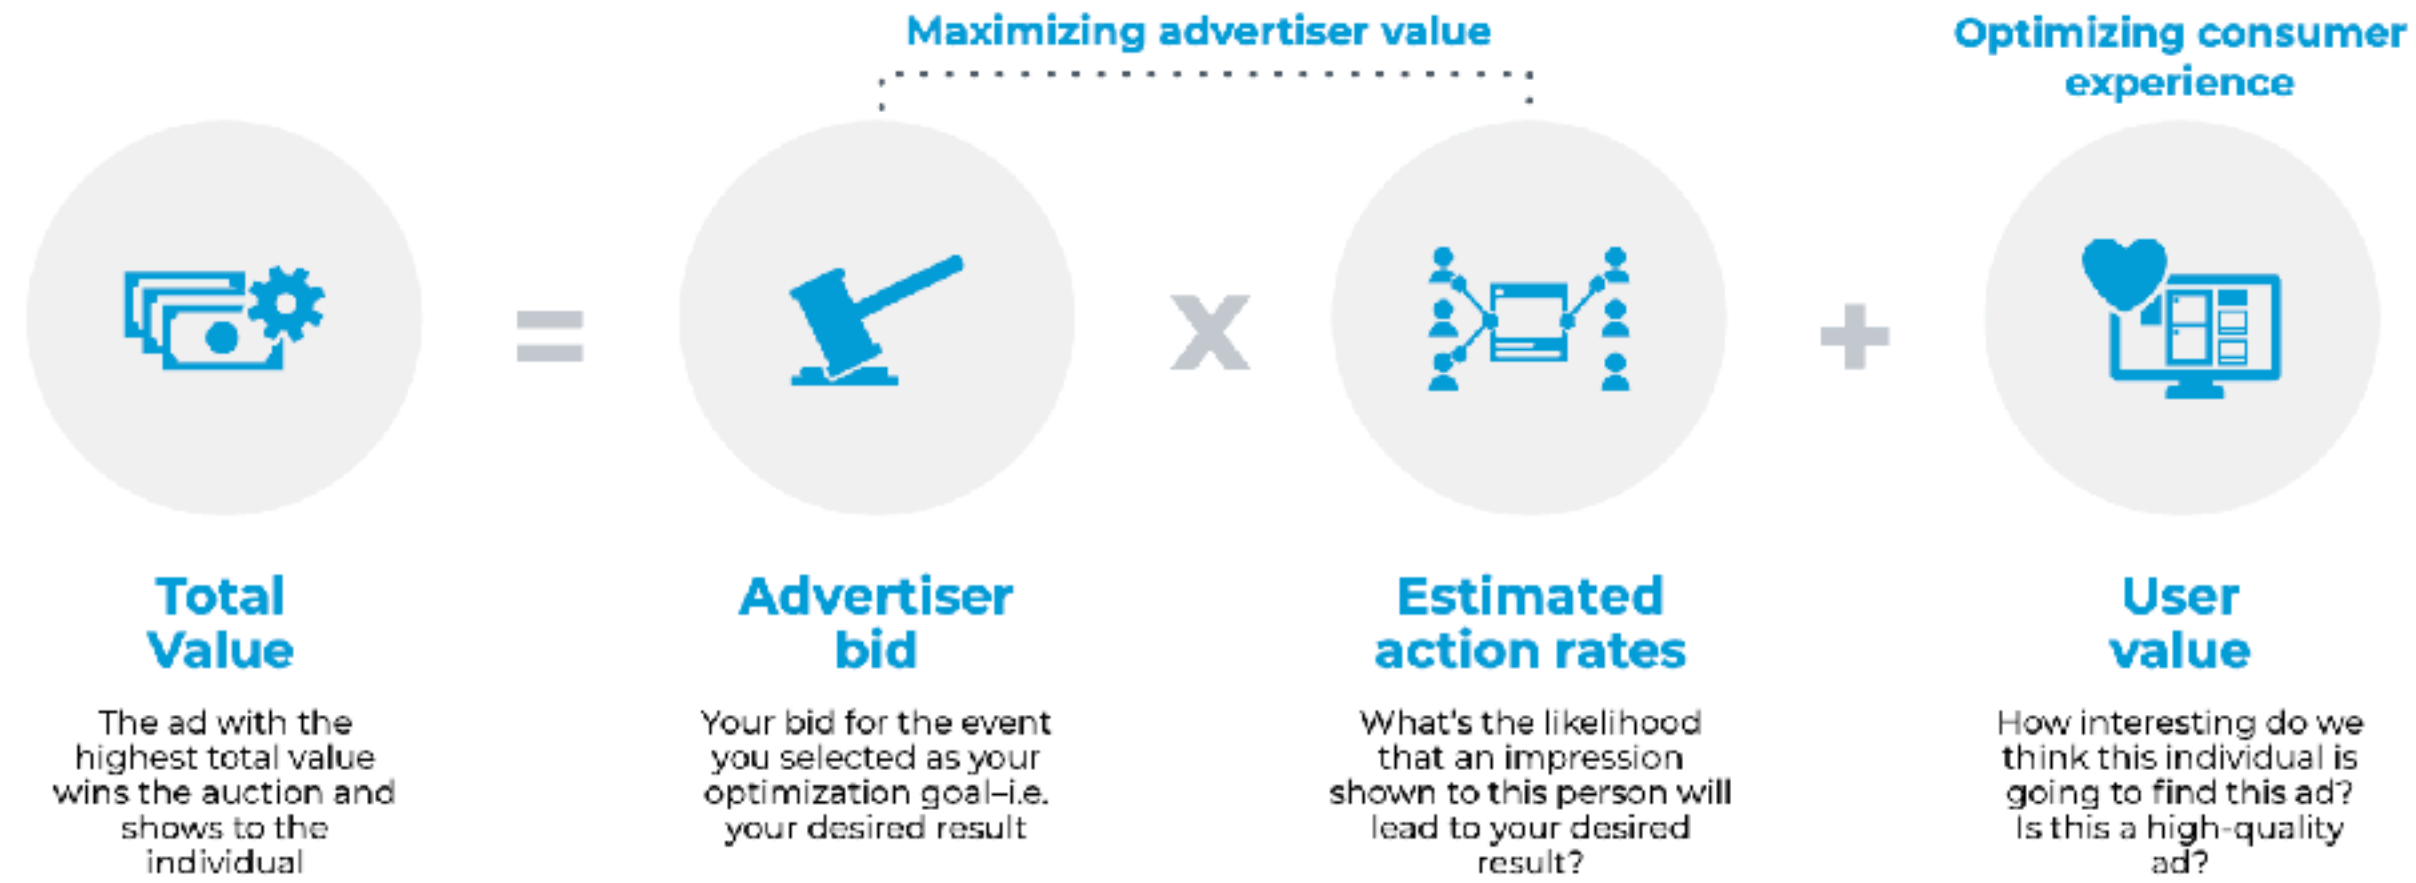 Maximizing advertiser value
Optimizing consumer
experience
=
x
+
Total
Value
The ad with the
highest total value
wins the auction and
shows to the
individual
Advertiser
bid
Your bid for the event
you selected as your
optimization goal–i.e.
your desired result
Estimated
action rates
What's the likelihood
that an impression
shown to this person will
lead to your desired
result?
User
value
How interesting do we
think this individual is
going to find this ad?
Is this a high-quality
ad?